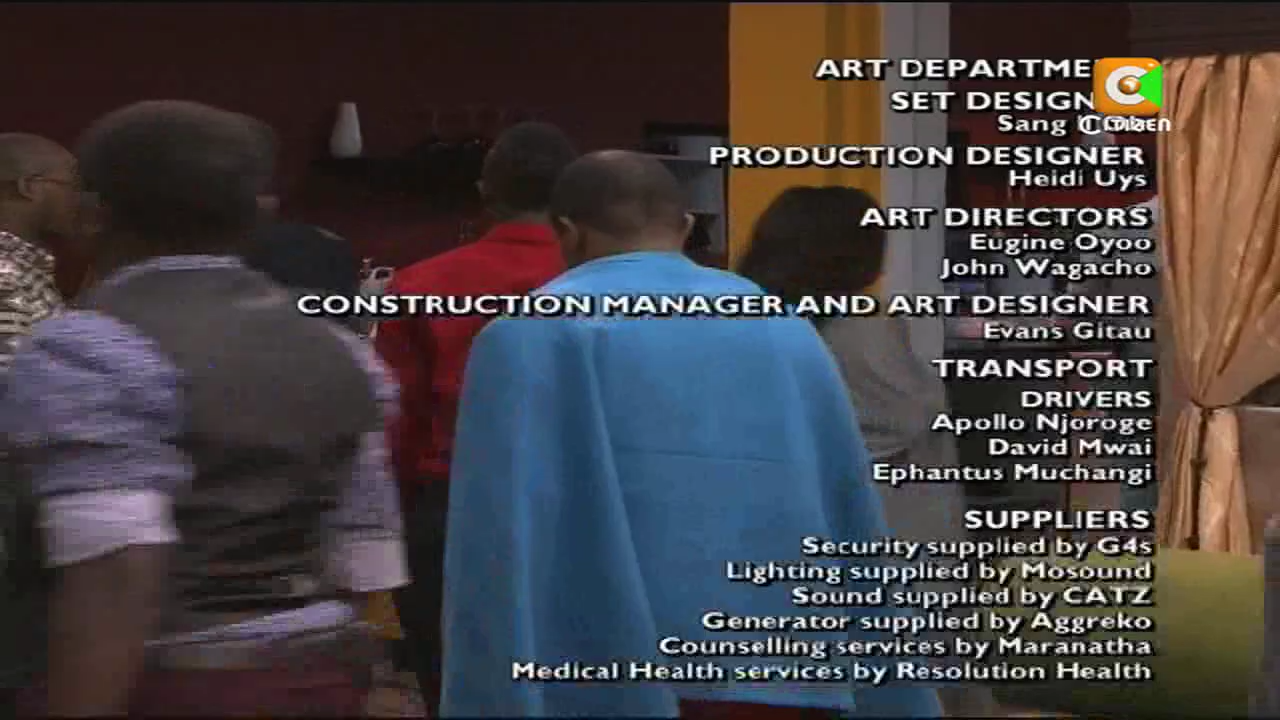 ART DEPARTME
SET DESIGN
Sang
CITIZEN
PRODUCTION DESIGNER
Heidi Uys
ART DIRECTORS
Eugine Oyoo
John Wagacho
CONSTRUCTION MANAGER AND ART DESIGNER
Evans Gitau
TRANSPORT
DRIVERS
Apollo Njoroge
David Mwai
Ephantus Muchangi
SUPPLIERS
Security supplied by G4s
Lighting supplied by Mosound
Sound supplied by CATZ
Generator supplied by Aggreko
Counselling services by Maranatha
Medical Health services by Resolution Health